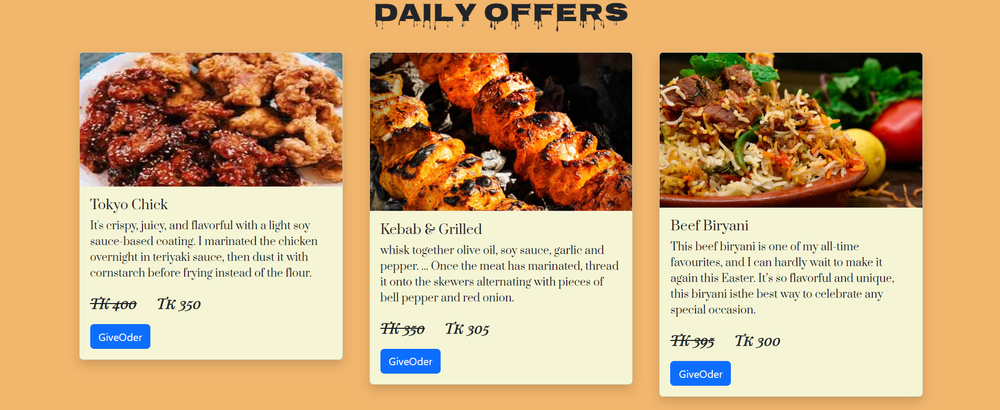 DAILY OFFERS
Tokyo Chick
It's crispy, juicy, and flavorful with a light soy
sauce-based coating. I marinated the chicken
overnight in teriyaki sauce, then dust it with
cornstarch before frying instead of the flour.
TK 400 TK 350
GiveOder
Kebab & Grilled
whisk together olive oil, soy sauce, garlic and
pepper. ... Once the meat has marinated, thread
it onto the skewers alternating with pieces of
bell pepper and red onion.
TK 350 TK 305
GiveOder
Beef Biryani
This beef biryani is one of my all-time
favourites, and I can hardly wait to make it
again this Easter. It’s so flavorful and unique,
this biryani isthe best way to celebrate any
special occasion.
TK 395 TK 300
GiveOder